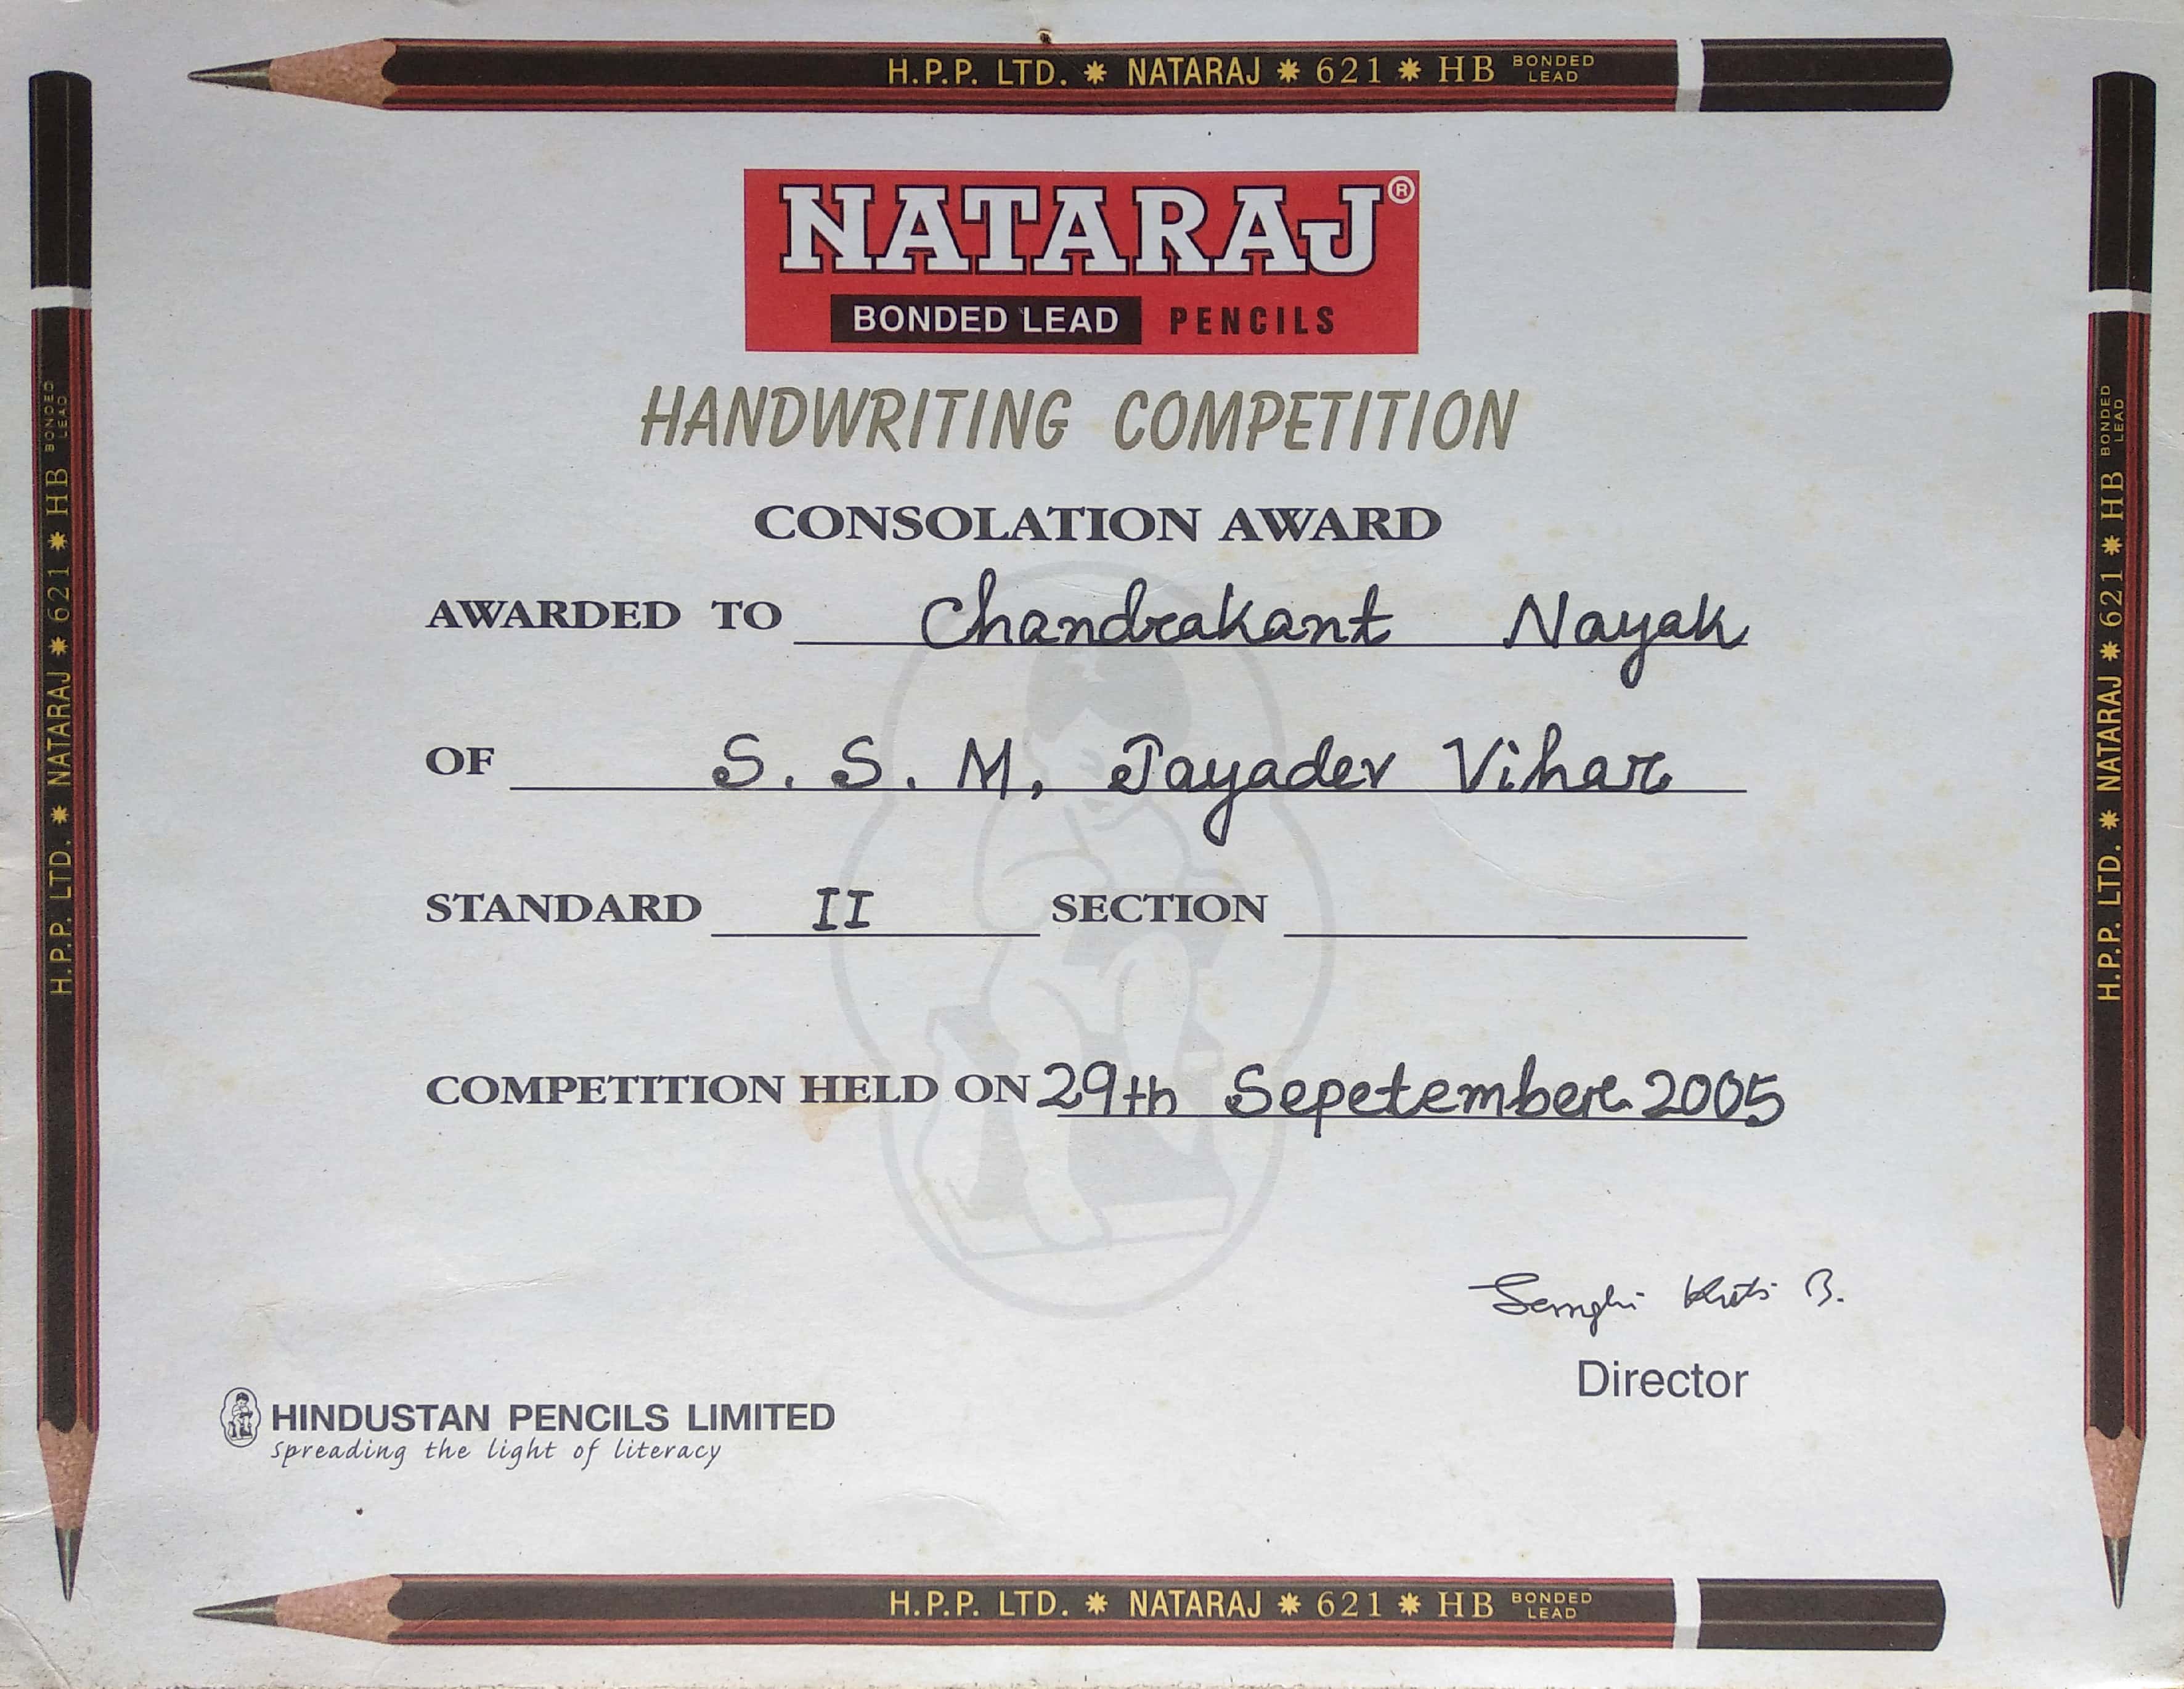 H.P.P. LTD. * NATARAJ * 621 * HB BONDED LEAD
NATARAJ®
BONDED LEAD PENCILS
HANDWRITING COMPETITION
CONSOLATION AWARD
AWARDED TO Chandrakant Nayak
OF S. S. M, Jayadev Vihar
STANDARD II SECTION
COMPETITION HELD ON 29th Sepetember 2005
Director
HINDUSTAN PENCILS LIMITED
spreading the light of literacy
H.P.P. LTD. * NATARAJ * 621 * HB BONDED LEAD
H.P.P. LTD. * NATARAJ * 621 * HB BONDED LEAD
H.P.P. LTD. * NATARAJ * 621 * HB BONDED LEAD